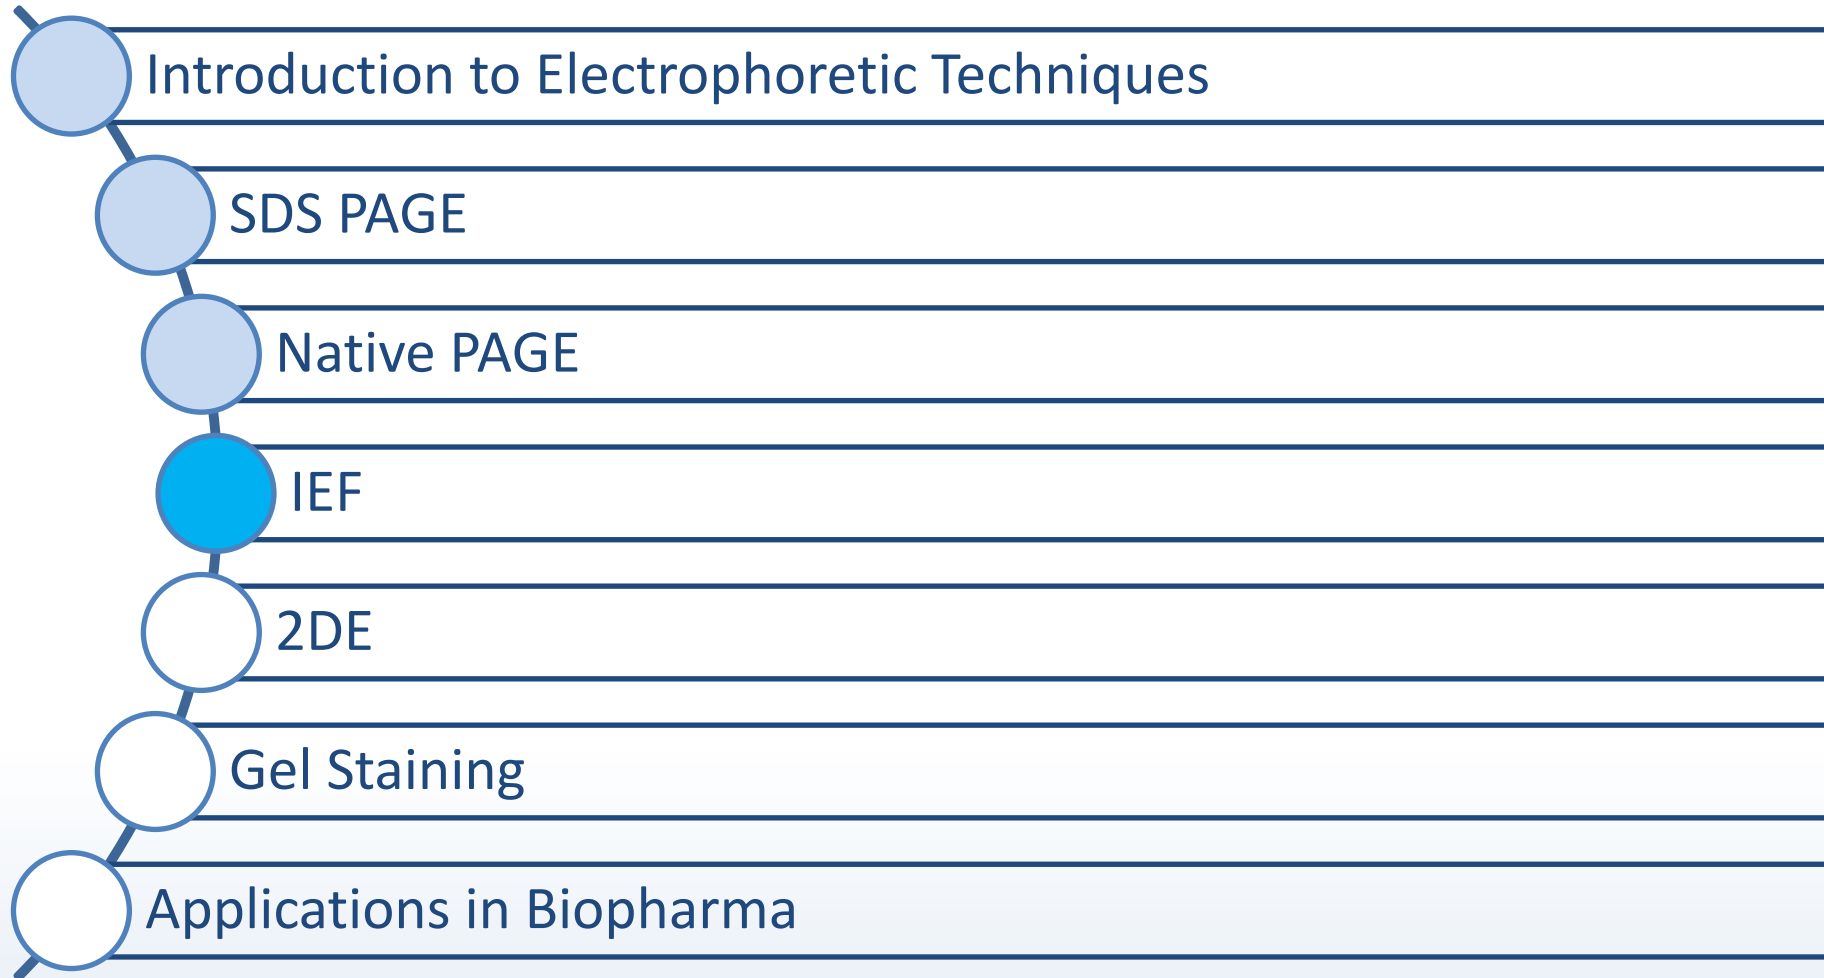 Introduction to Electrophoretic Techniques
SDS PAGE
Native PAGE
IEF
2DE
Gel Staining
Applications in Biopharma